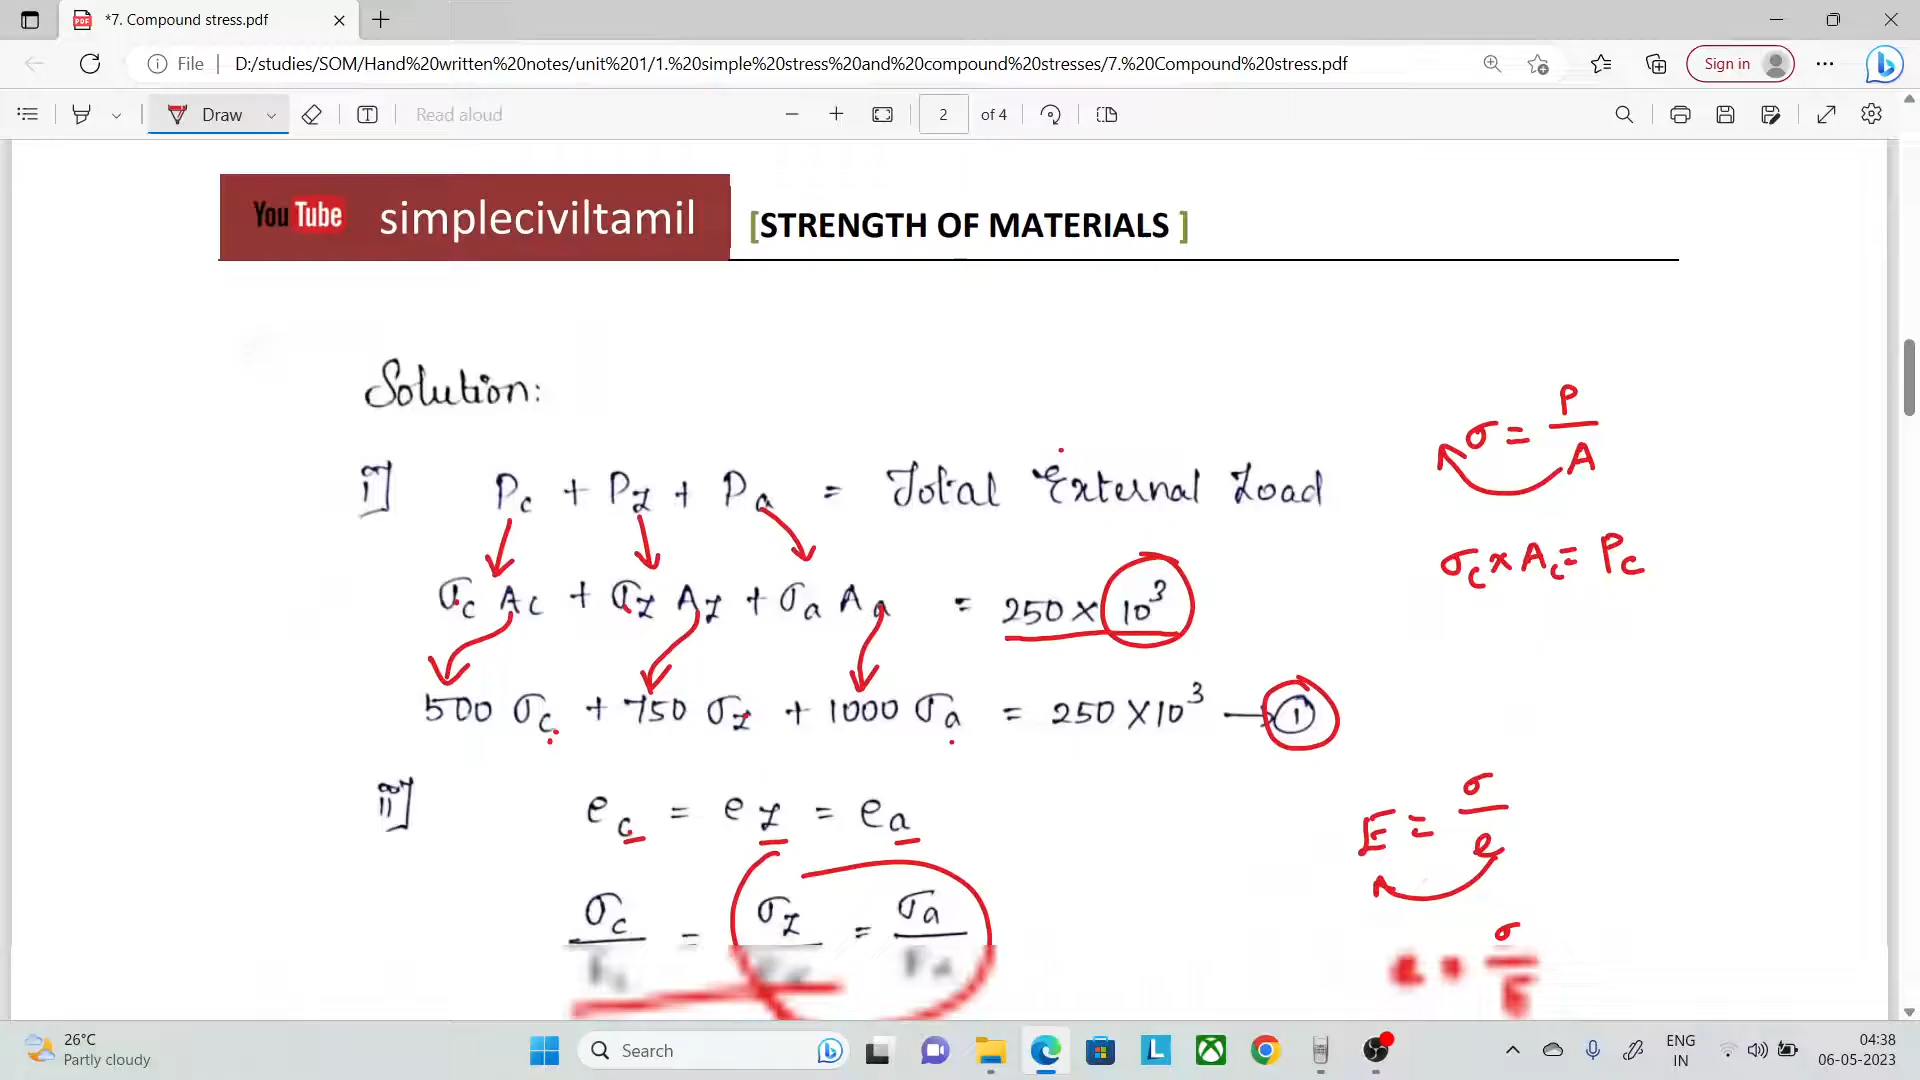 *7. Compound stress.pdf
File
D:/studies/SOM/Hand%20written%20notes/unit%201/1.%20simple%20stress%20and%20compound%20stresses/7.%20Compound%20stress.pdf
Sign in
Draw
Read aloud
2 of 4
YouTube simpleciviltamil [STRENGTH OF MATERIALS ]
Solution:
σ = P/A
i] Pc + Pz + Pa = Total External Load
σc × Ac = Pc
σc Ac + σz Az + σa Aa = 250 × 10³
500 σc + 750 σz + 1000 σa = 250 × 10³ → ①
ii] ec = ez = ea
E = σ/e
σc = σz = σa
σ
26°C
Partly cloudy
Search
ENG
IN
04:38
06-05-2023